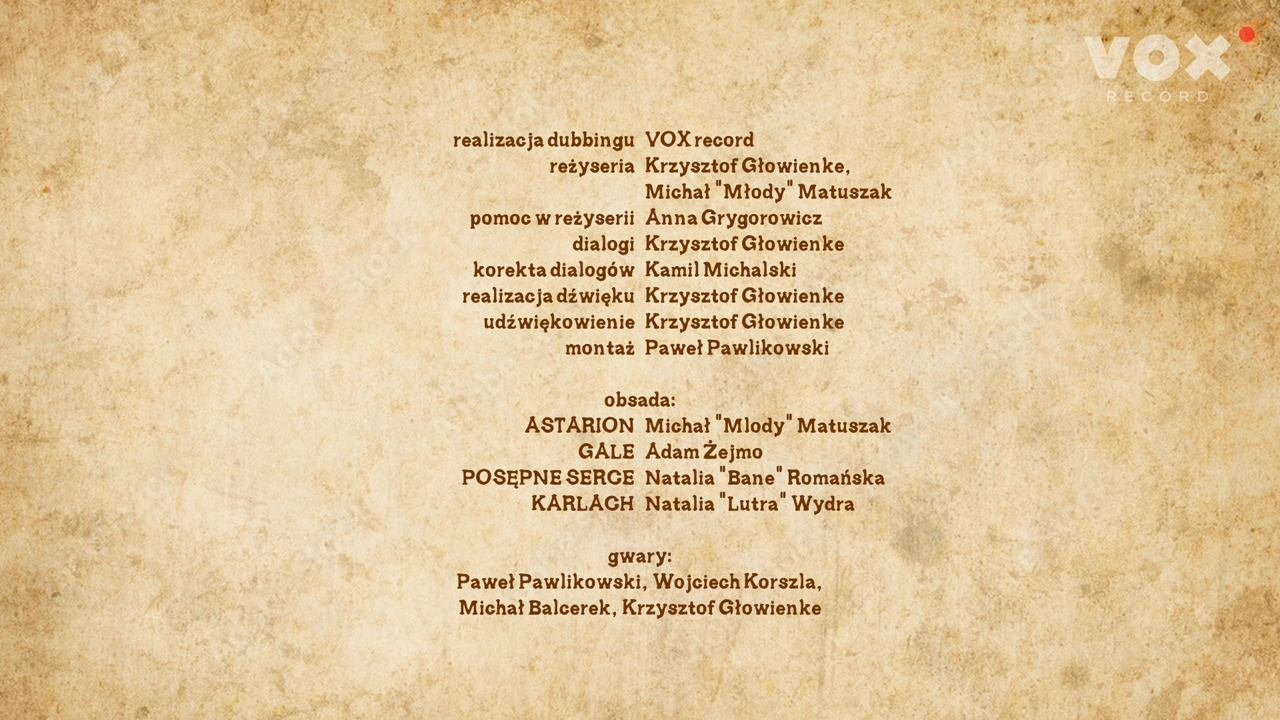 VOX
RECORD
realizacja dubbingu VOX record
reżyseria Krzysztof Głowienke,
Michał "Młody" Matuszak
pomoc w reżyserii Anna Grygorowicz
dialogi Krzysztof Głowienke
korekta dialogów Kamil Michalski
realizacja dźwięku Krzysztof Głowienke
udźwiękowienie Krzysztof Głowienke
montaż Paweł Pawlikowski
obsada:
ASTARION Michał "Mlody" Matuszak
GALE Adam Żejmo
POSĘPNE SERCE Natalia "Bane" Romańska
KARLACH Natalia "Lutra" Wydra
gwary:
Paweł Pawlikowski, Wojciech Korszla,
Michał Balcerek, Krzysztof Głowienke